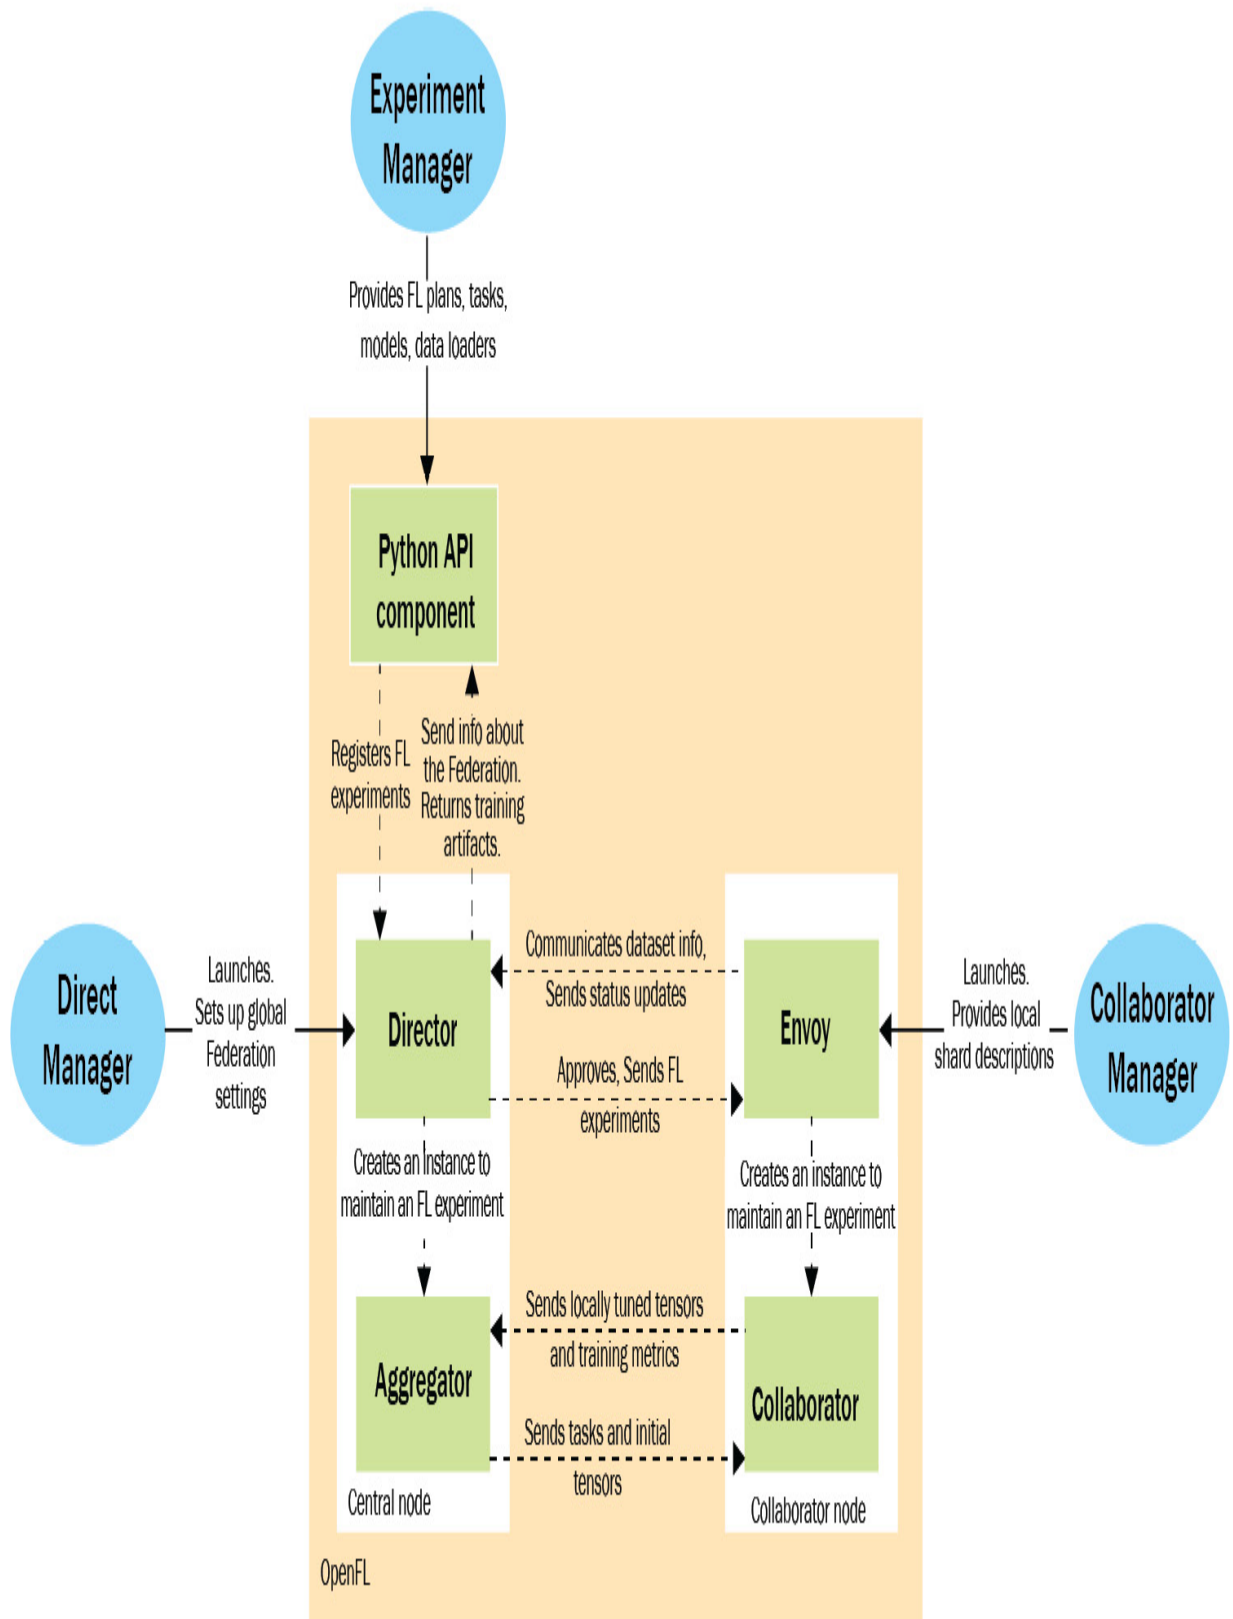 Experiment
Manager
Provides FL plans, tasks,
models, data loaders
Python API
component
Registers FL
experiments
Send info about
the Federation.
Returns training
artifacts.
Direct
Manager
Launches.
Sets up global
Federation
settings
Director
Communicates dataset info,
Sends status updates
Approves, Sends FL
experiments
Envoy
Launches.
Provides local
shard descriptions
Collaborator
Manager
Creates an instance to
maintain an FL experiment
Creates an instance to
maintain an FL experiment
Aggregator
Sends locally tuned tensors
and training metrics
Sends tasks and initial
tensors
Collaborator
Central node
Collaborator node
OpenFL